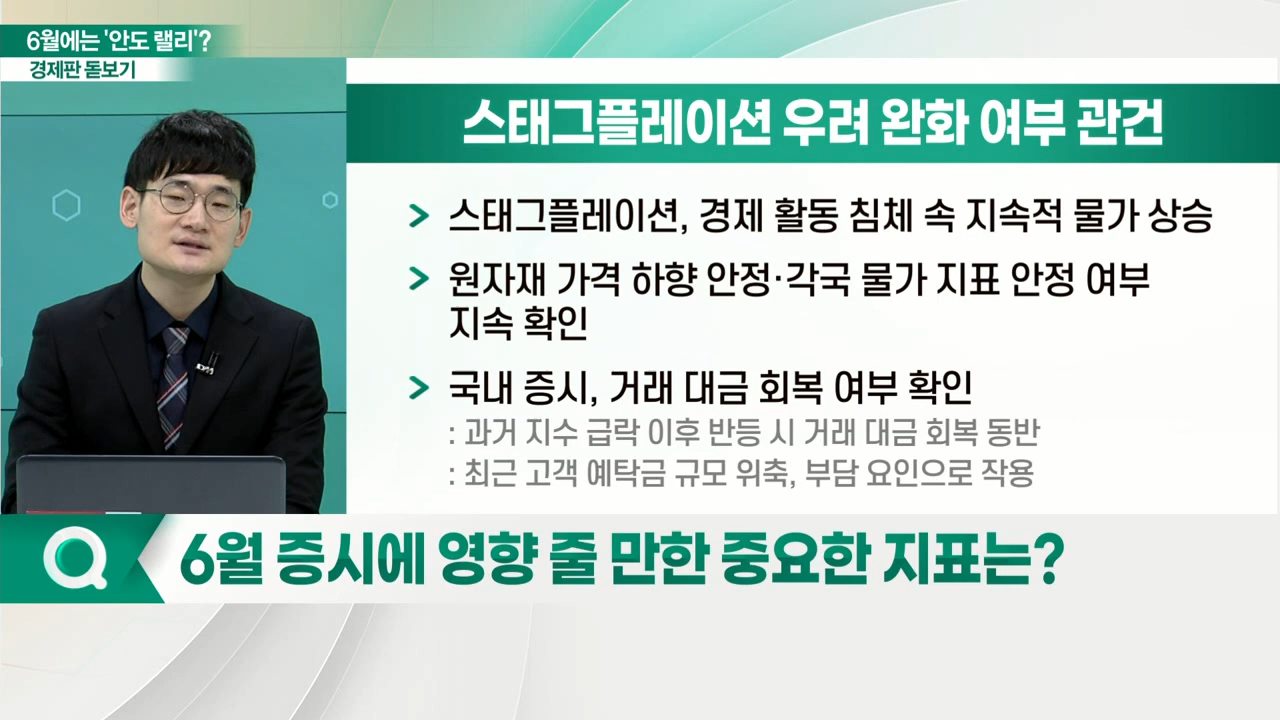 6월에는 '안도 랠리'?
경제판 돋보기
스태그플레이션 우려 완화 여부 관건
> 스태그플레이션, 경제 활동 침체 속 지속적 물가 상승
> 원자재 가격 하향 안정·각국 물가 지표 안정 여부
지속 확인
> 국내 증시, 거래 대금 회복 여부 확인
: 과거 지수 급락 이후 반등 시 거래 대금 회복 동반
: 최근 고객 예탁금 규모 위축, 부담 요인으로 작용
Q 6월 증시에 영향 줄 만한 중요한 지표는?